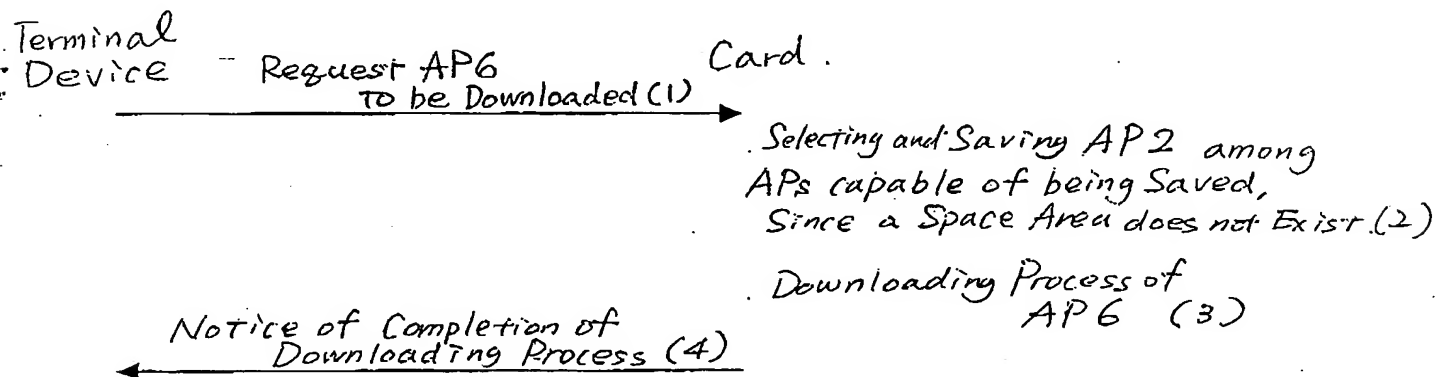 Terminal
Device
Card.
Request AP6
To be Downloaded (1)
. Selecting and Saving AP2 among
APs capable of being Saved,
Since a Space Area does not Exist.(2)
. Downloading Process of
AP6 (3)
Notice of Completion of
Downloading Process (4)